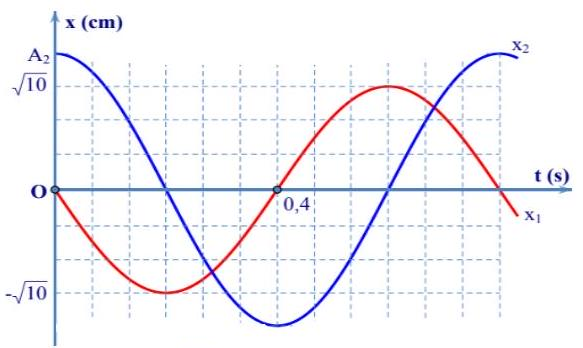 x (cm)
A₂
x₂
√10
O
t (s)
0,4
x₁
-√10